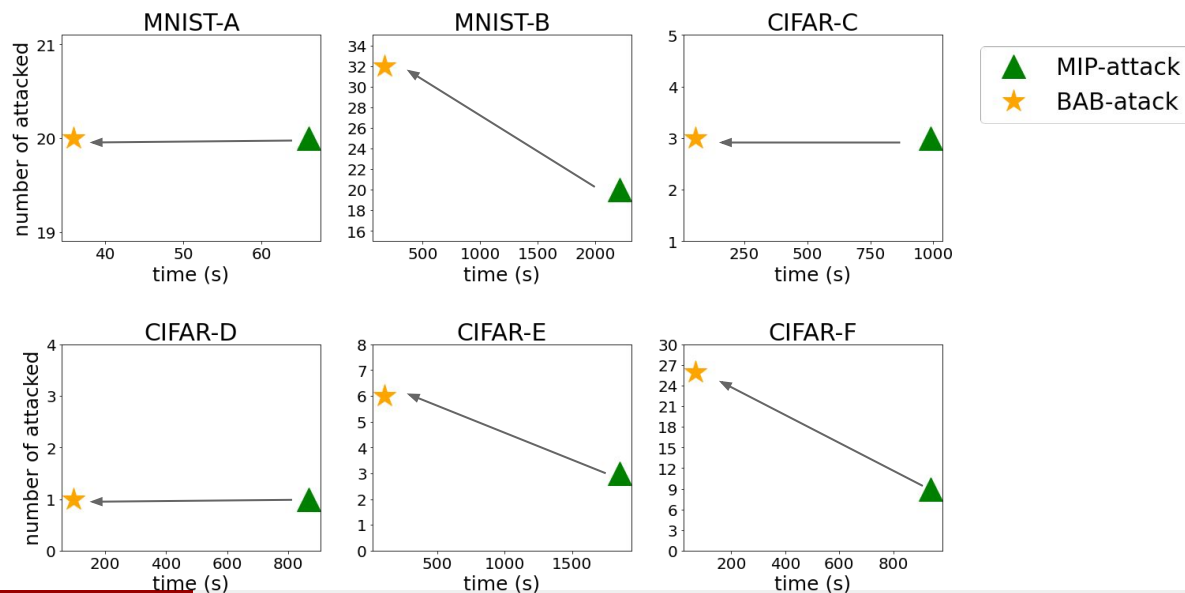 MNIST-A
MNIST-B
CIFAR-C
MIP-attack
BAB-atack
number of attacked
21
20
19
40 50 60
time (s)
34
32
30
28
26
24
22
20
18
16
500 1000 1500 2000
time (s)
5
4
3
2
1
250 500 750 1000
time (s)
CIFAR-D
CIFAR-E
CIFAR-F
number of attacked
4
3
2
1
0
200 400 600 800
time (s)
8
7
6
5
4
3
2
1
0
500 1000 1500
time (s)
30
27
24
21
18
15
12
9
6
3
0
200 400 600 800
time (s)